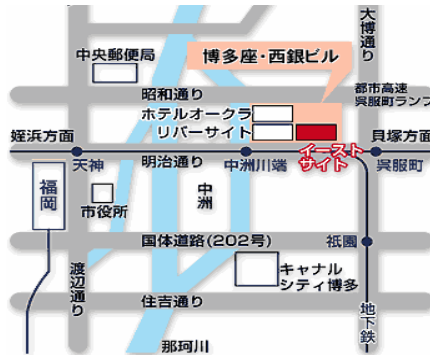 大博通り
中央郵便局
博多座・西銀ビル
昭和通り
都市高速
呉服町ランプ
ホテルオークラ
リバーサイト
姪浜方面
イースト
サイト
貝塚方面
天神
明治通り
中洲川端
呉服町
福岡
市役所
中洲
国体道路(202号)
祇園
渡辺通り
キャナル
シティ博多
住吉通り
地下鉄
那珂川